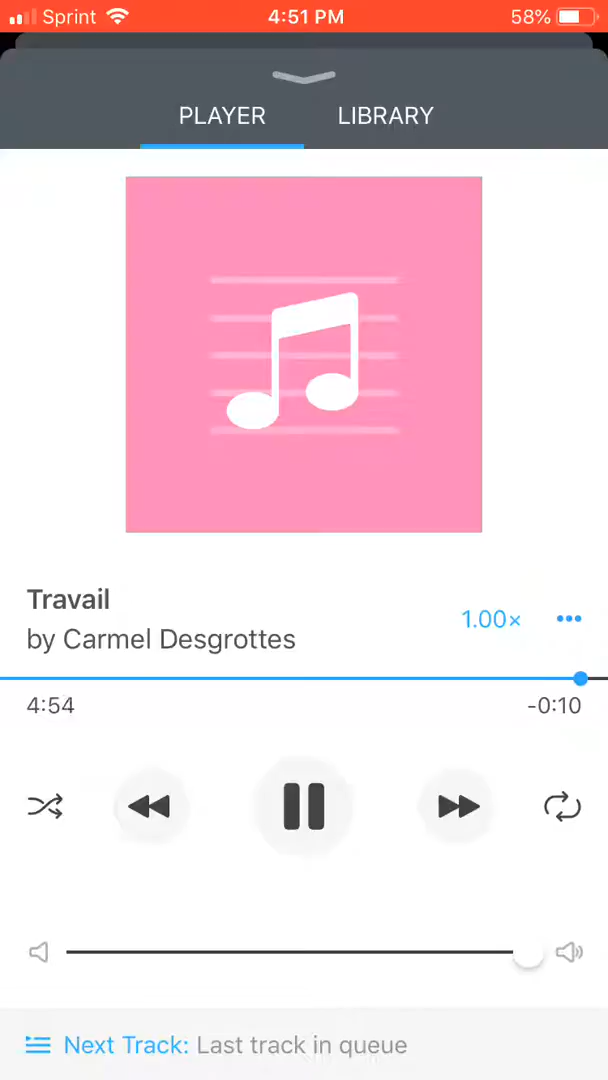 Sprint 4:51 PM 58%
PLAYER LIBRARY
Travail
by Carmel Desgrottes
1.00×
4:54 -0:10
Next Track: Last track in queue